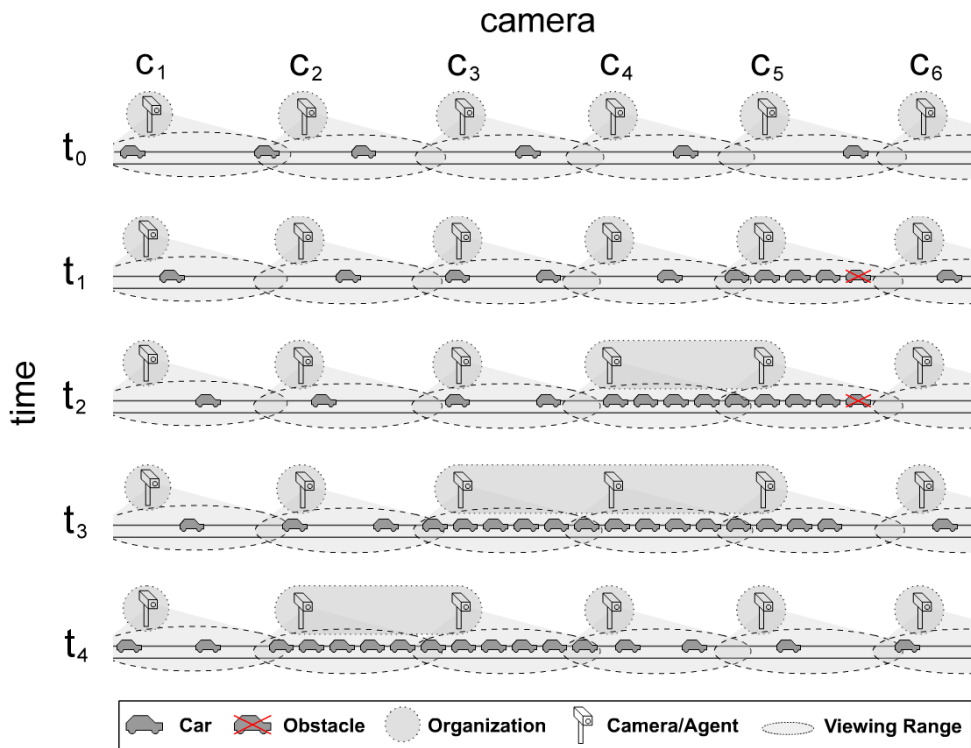 camera
C1 C2 C3 C4 C5 C6
t0
t1
time
t2
t3
t4
Car Obstacle Organization Camera/Agent Viewing Range